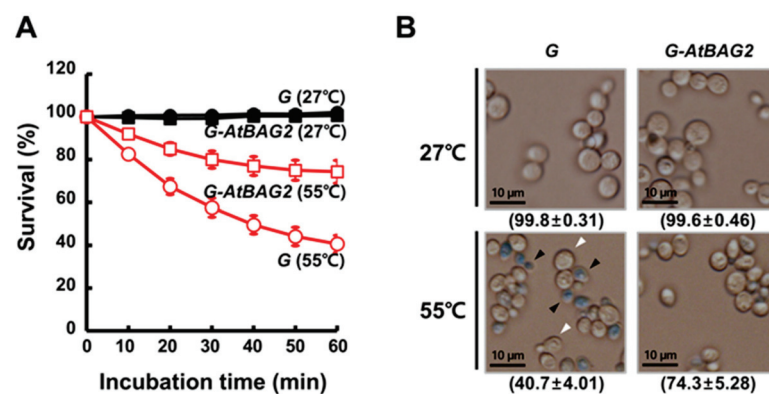 A
Survival (%)
120
100
80
60
40
20
0
G (27℃)
G-AtBAG2 (27℃)
G-AtBAG2 (55℃)
G (55℃)
0 10 20 30 40 50 60
Incubation time (min)
B
G G-AtBAG2
27℃
10 μm 10 μm
(99.8±0.31) (99.6±0.46)
55℃
10 μm 10 μm
(40.7±4.01) (74.3±5.28)